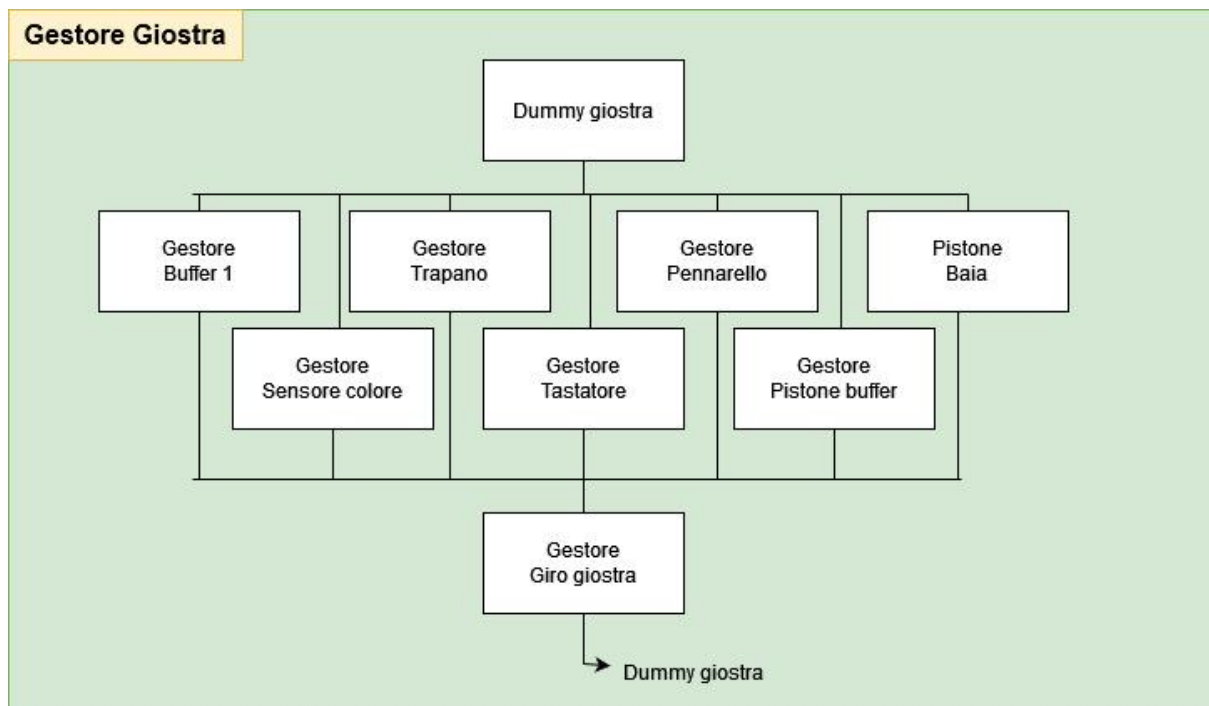 Gestore Giostra
Dummy giostra
Gestore
Buffer 1
Gestore
Trapano
Gestore
Pennarello
Pistone
Baia
Gestore
Sensore colore
Gestore
Tastatore
Gestore
Pistone buffer
Gestore
Giro giostra
Dummy giostra